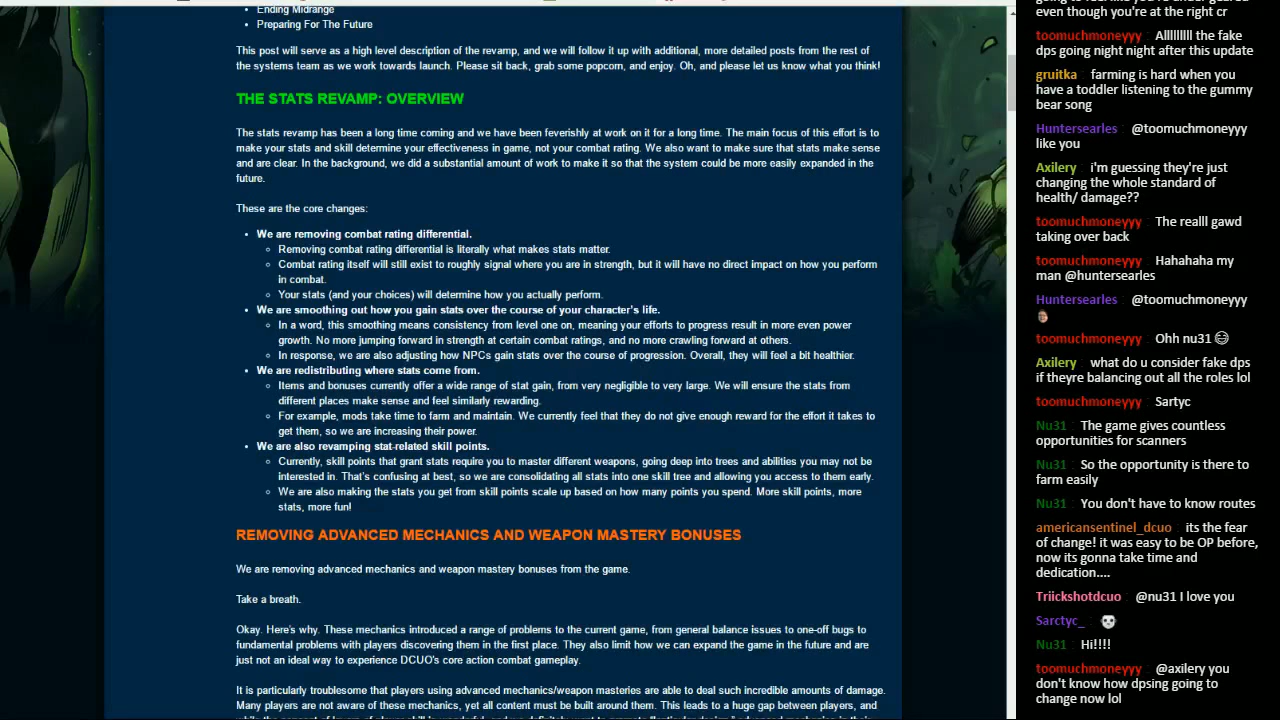 Ending Midrange
Preparing For The Future
This post will serve as a high level description of the revamp, and we will follow it up with additional, more detailed posts from the rest of
the systems team as we work towards launch. Please sit back, grab some popcorn, and enjoy. Oh, and please let us know what you think!
THE STATS REVAMP: OVERVIEW
The stats revamp has been a long time coming and we have been feverishly at work on it for a long time. The main focus of this effort is to
make your stats and skill determine your effectiveness in game, not your combat rating. We also want to make sure that stats make sense
and are clear. In the background, we did a substantial amount of work to make it so that the system could be more easily expanded in the
future.
These are the core changes:
We are removing combat rating differential.
Removing combat rating differential is literally what makes stats matter.
Combat rating itself will still exist to roughly signal where you are in strength, but it will have no direct impact on how you perform
in combat.
Your stats (and your choices) will determine how you actually perform.
We are smoothing out how you gain stats over the course of your character's life.
In a word, this smoothing means consistency from level one on, meaning your efforts to progress result in more even power
growth. No more jumping forward in strength at certain combat ratings, and no more crawling forward at others.
In response, we are also adjusting how NPCs gain stats over the course of progression. Overall, they will feel a bit healthier.
We are redistributing where stats come from.
Items and bonuses currently offer a wide range of stat gain, from very negligible to very large. We will ensure the stats from
different places make sense and feel similarly rewarding.
For example, mods take time to farm and maintain. We currently feel that they do not give enough reward for the effort it takes to
get them, so we are increasing their power.
We are also revamping stat-related skill points.
Currently, skill points that grant stats require you to master different weapons, going deep into trees and abilities you may not be
interested in. That's confusing at best, so we are consolidating all stats into one skill tree and allowing you access to them early.
We are also making the stats you get from skill points scale up based on how many points you spend. More skill points, more
stats, more fun!
REMOVING ADVANCED MECHANICS AND WEAPON MASTERY BONUSES
We are removing advanced mechanics and weapon mastery bonuses from the game.
Take a breath.
Okay. Here's why. These mechanics introduced a range of problems to the current game, from general balance issues to one-off bugs to
fundamental problems with players discovering them in the first place. They also limit how we can expand the game in the future and are
just not an ideal way to experience DCUO's core action combat gameplay.
It is particularly troublesome that players using advanced mechanics/weapon masteries are able to deal such incredible amounts of damage.
Many players are not aware of these mechanics, yet all content must be built around them. This leads to a huge gap between players, and
even though you're at the right cr
toomuchmoneyyy : Allllllllll the fake
dps going night night after this update
gruitka : farming is hard when you
have a toddler listening to the gummy
bear song
Huntersearles : @toomuchmoneyyy
like you
Axilery : i'm guessing they're just
changing the whole standard of
health/ damage??
toomuchmoneyyy : The realll gawd
taking over back
toomuchmoneyyy : Hahahaha my
man @huntersearles
Huntersearles : @toomuchmoneyyy
toomuchmoneyyy : Ohh nu31
Axilery : what do u consider fake dps
if theyre balancing out all the roles lol
toomuchmoneyyy : Sartyc
Nu31 : The game gives countless
opportunities for scanners
Nu31 : So the opportunity is there to
farm easily
Nu31 : You don't have to know routes
americansentinel_dcuo : its the fear
of change! it was easy to be OP before,
now its gonna take time and
dedication....
Triickshotdcuo : @nu31 I love you
Sarctyc_ :
Nu31 : Hi!!!!
toomuchmoneyyy : @axilery you
don't know how dpsing going to
change now lol